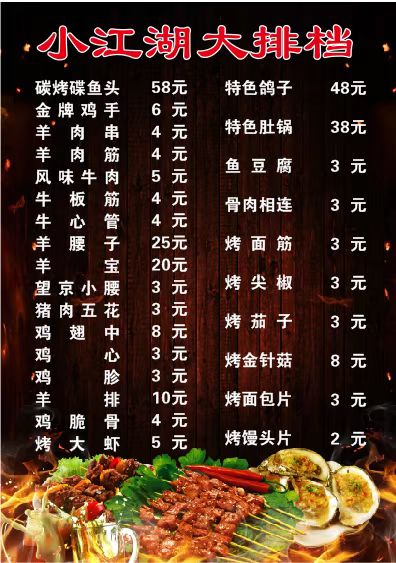 小江湖大排档
碳烤碟鱼头 58元
金牌鸡手 6 元
羊肉串 4 元
羊肉筋 4 元
风味牛肉 5 元
牛板筋 4 元
牛心管 4 元
羊腰子 25元
羊宝 20元
望京小腰 3 元
猪肉五花 3 元
鸡翅中 8 元
鸡心 3 元
鸡胗 3 元
羊排 10元
鸡脆骨 4 元
烤大虾 5 元
特色鸽子 48元
特色肚锅 38元
鱼豆腐 3 元
骨肉相连 3 元
烤面筋 3 元
烤尖椒 3 元
烤茄子 3 元
烤金针菇 8 元
烤面包片 3 元
烤馒头片 2 元